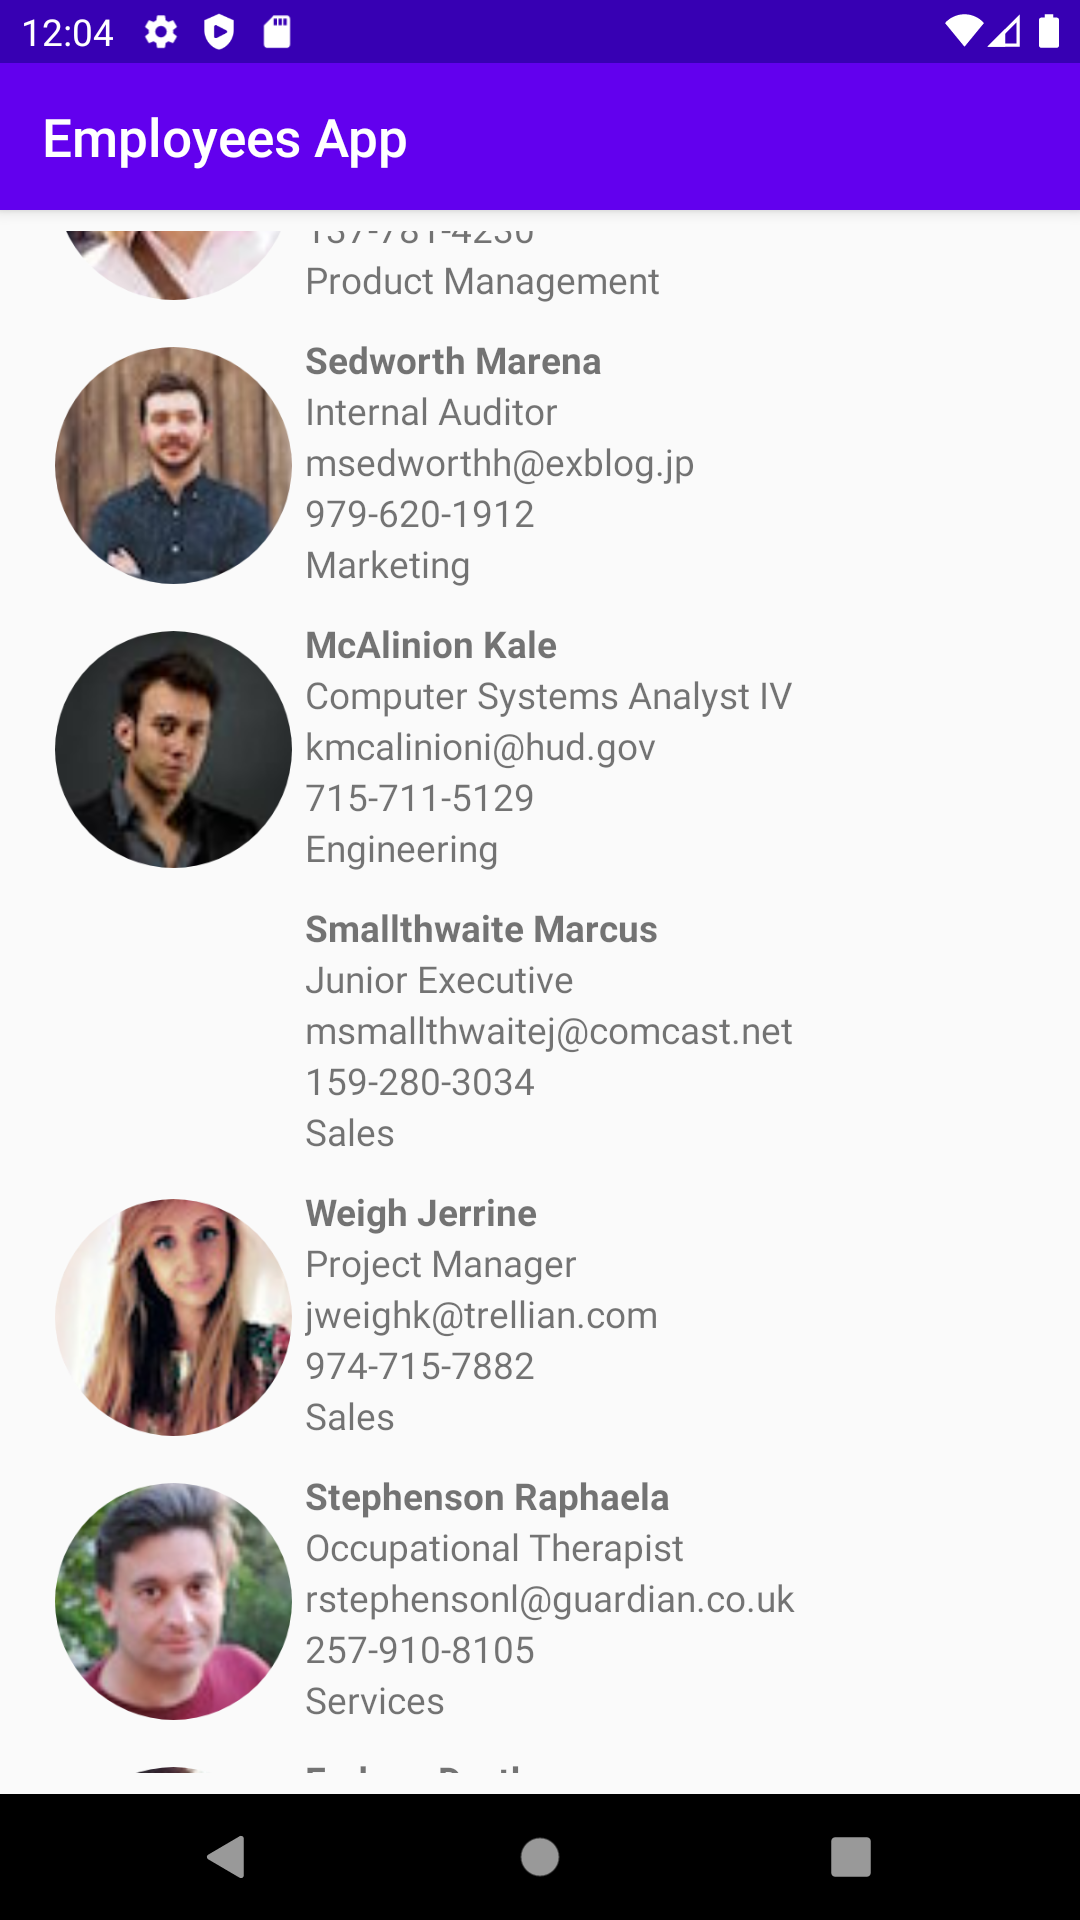 12:04
Employees App
137-781-4230
Product Management
Sedworth Marena
Internal Auditor
msedworthh@exblog.jp
979-620-1912
Marketing
McAlinion Kale
Computer Systems Analyst IV
kmcalinioni@hud.gov
715-711-5129
Engineering
Smallthwaite Marcus
Junior Executive
msmallthwaitej@comcast.net
159-280-3034
Sales
Weigh Jerrine
Project Manager
jweighk@trellian.com
974-715-7882
Sales
Stephenson Raphaela
Occupational Therapist
rstephensonl@guardian.co.uk
257-910-8105
Services